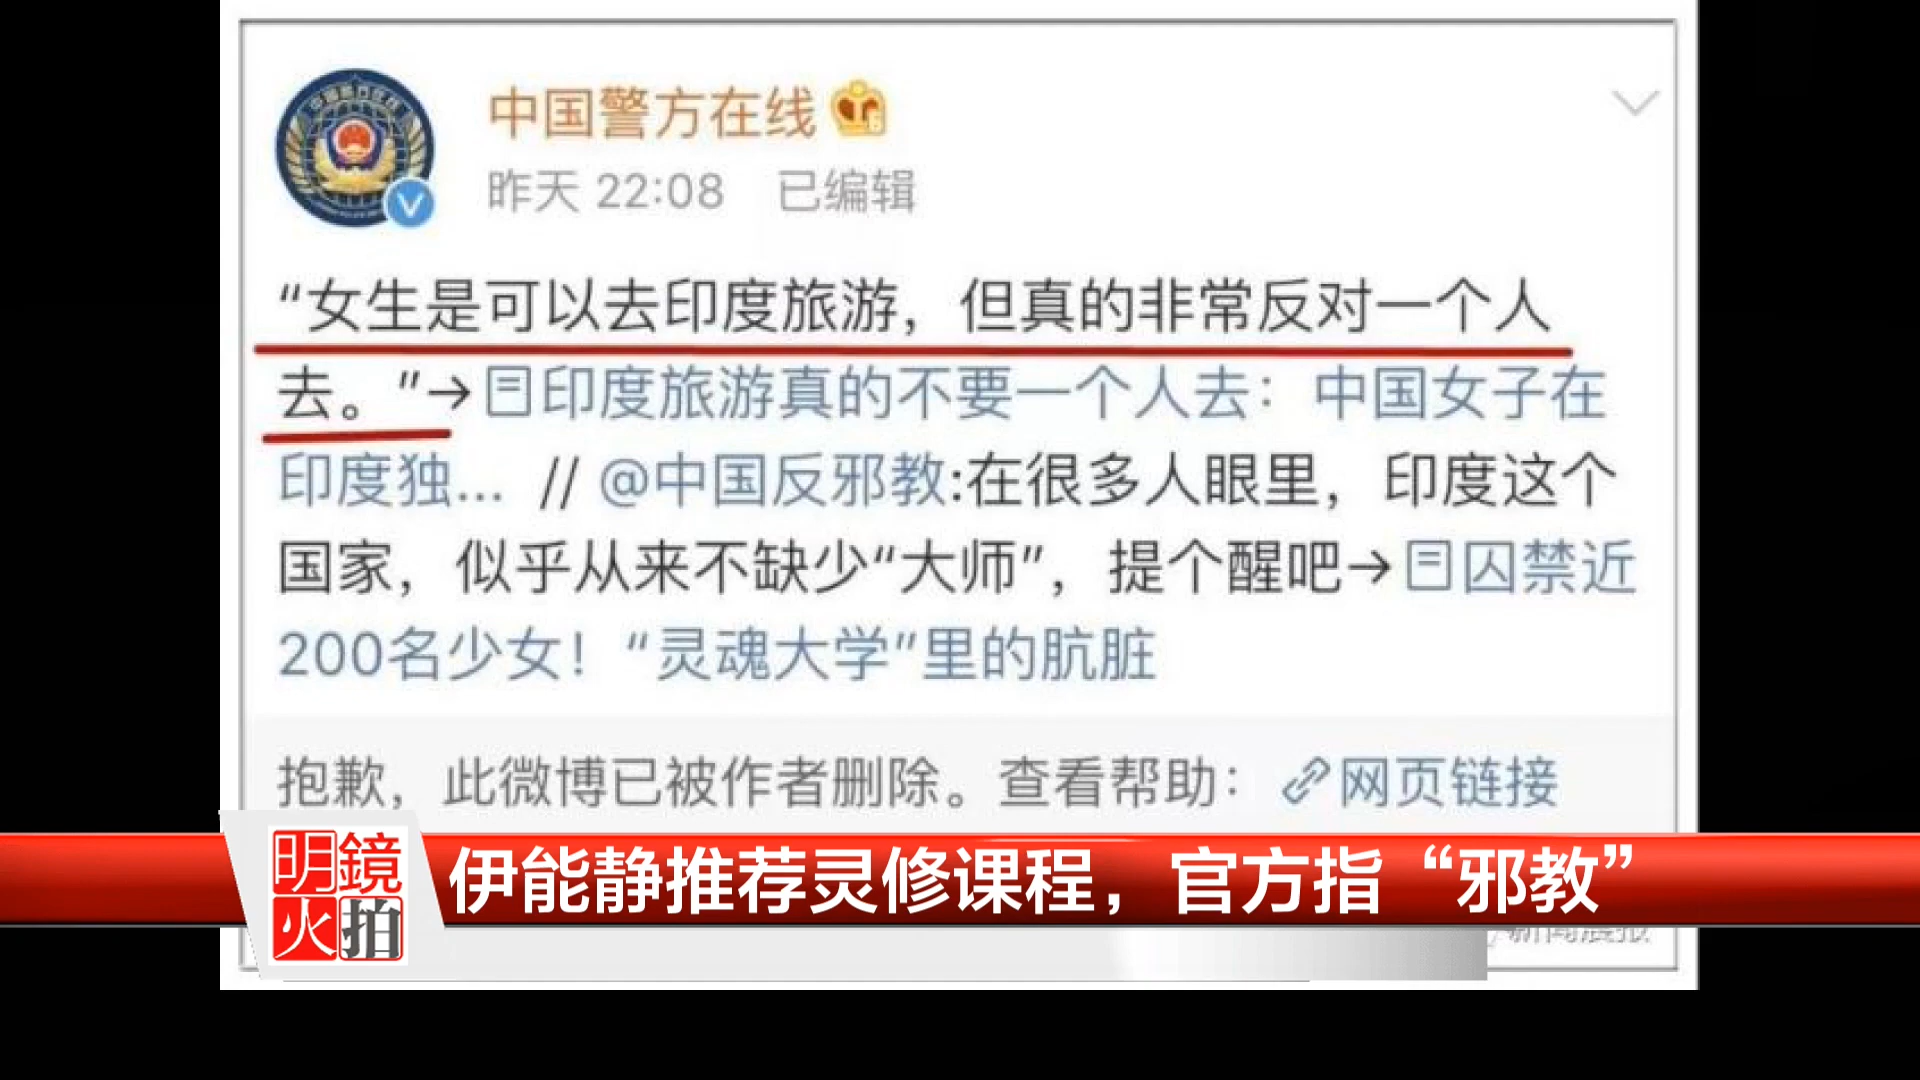 中国警方在线
昨天 22:08 已编辑
“女生是可以去印度旅游，但真的非常反对一个人
去。”→印度旅游真的不要一个人去：中国女子在
印度独... // @中国反邪教:在很多人眼里，印度这个
国家，似乎从来不缺少“大师”，提个醒吧→囚禁近
200名少女！“灵魂大学”里的肮脏
抱歉，此微博已被作者删除。查看帮助：网页链接
明鏡
火拍
伊能静推荐灵修课程，官方指“邪教”
新闻晨报